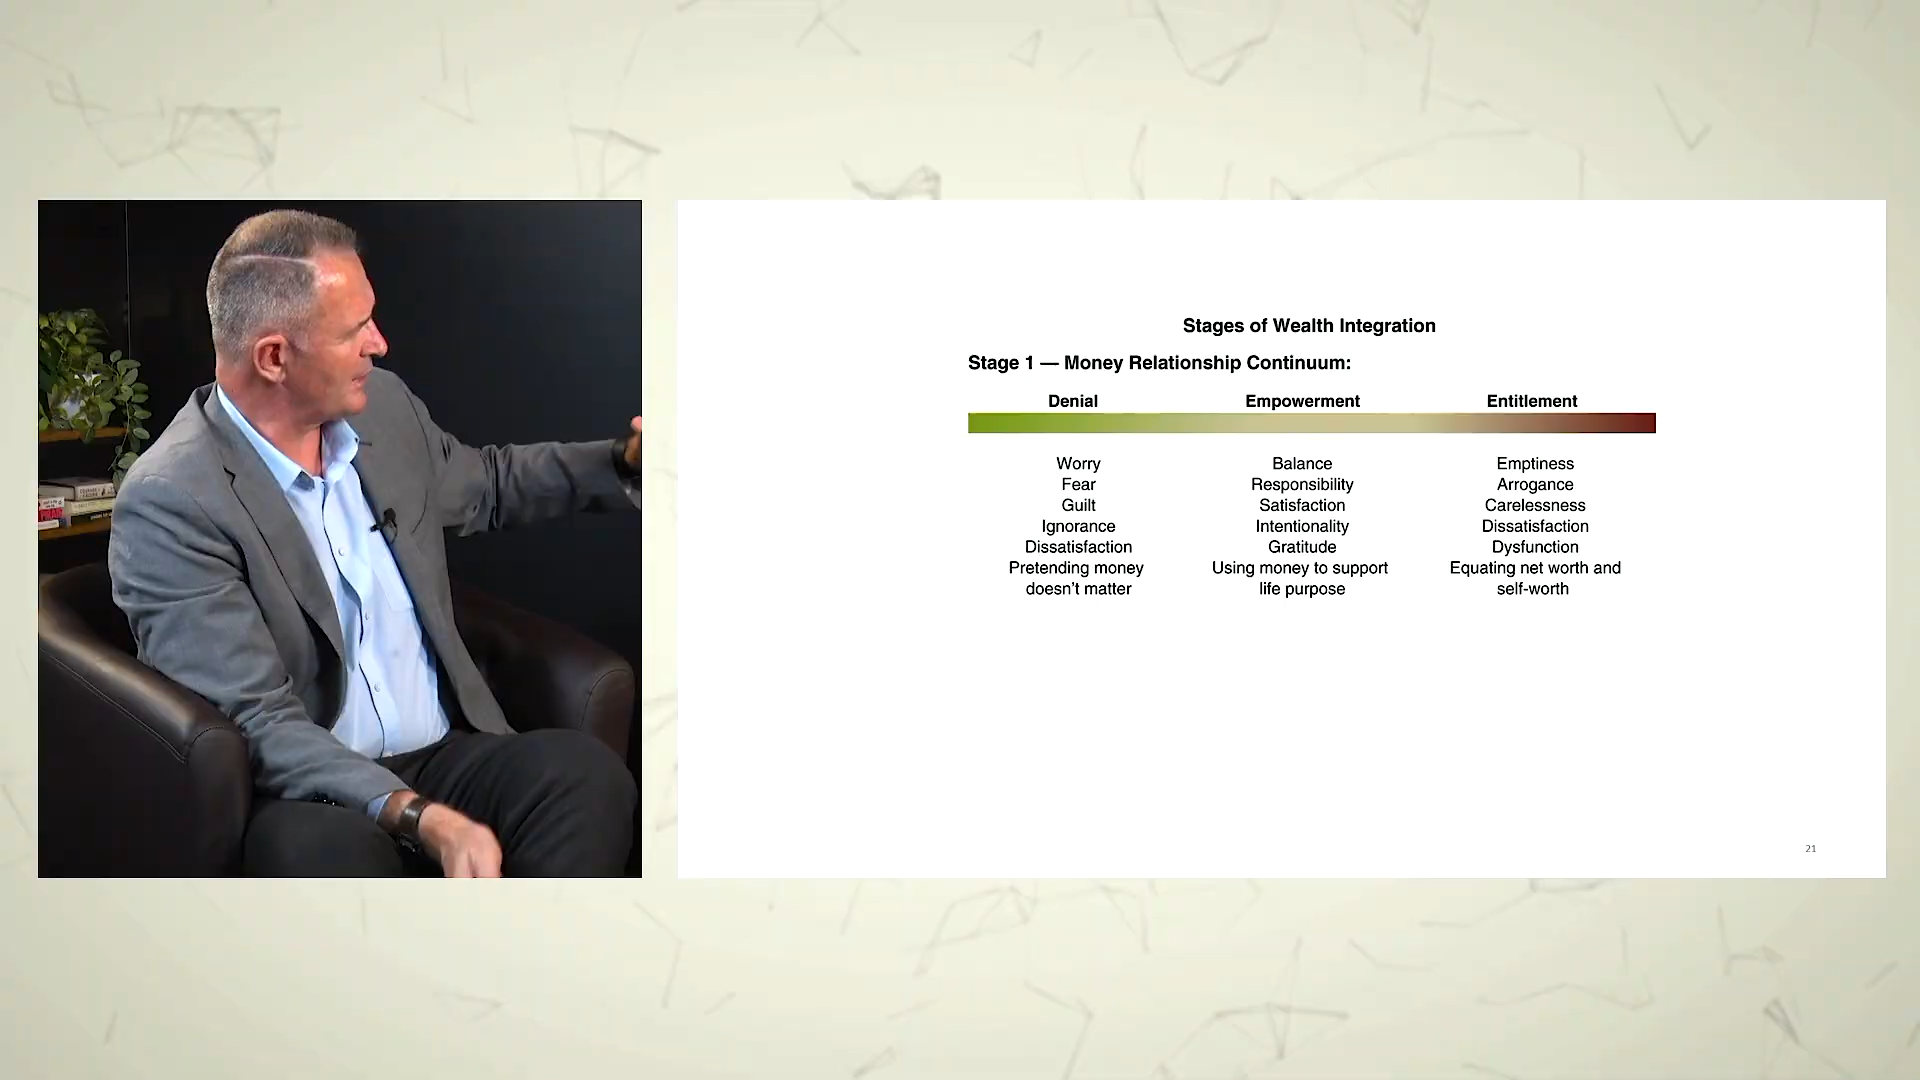 Stages of Wealth Integration
Stage 1 — Money Relationship Continuum:
Denial Empowerment Entitlement
Worry Balance Emptiness
Fear Responsibility Arrogance
Guilt Satisfaction Carelessness
Ignorance Intentionality Dissatisfaction
Dissatisfaction Gratitude Dysfunction
Pretending money Using money to support Equating net worth and
doesn’t matter life purpose self-worth
21